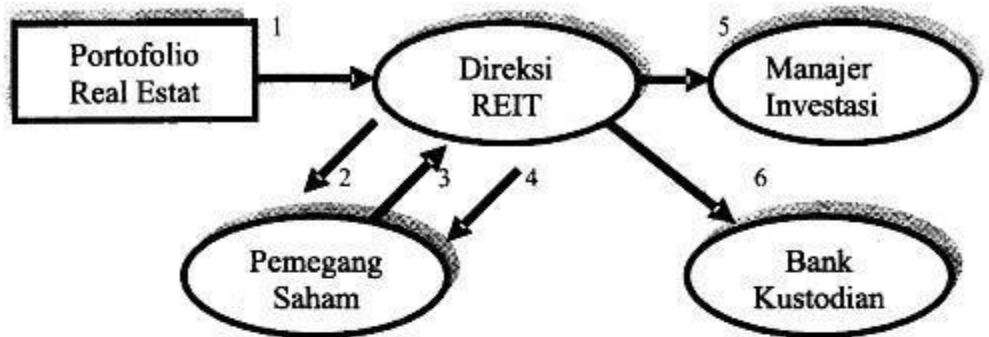 1
Portofolio
Real Estat
Direksi
REIT
5
Manajer
Investasi
2
3
4
6
Pemegang
Saham
Bank
Kustodian